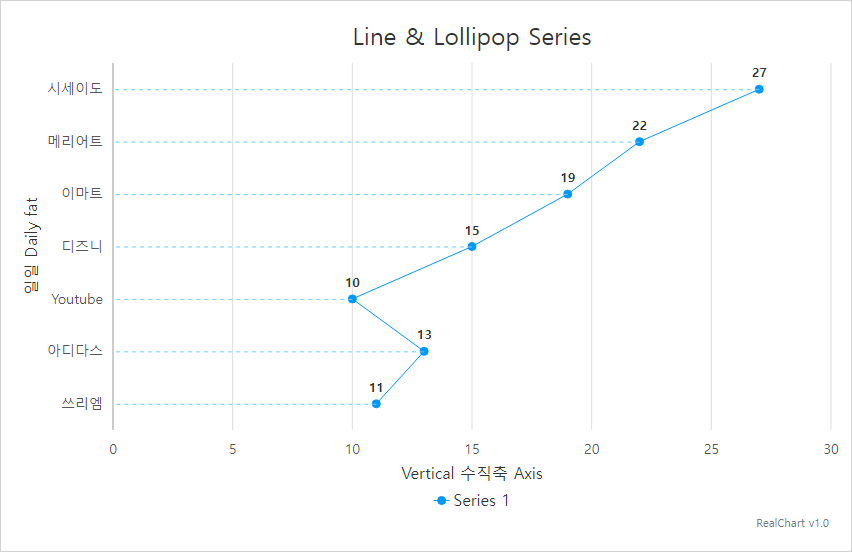 Line & Lollipop Series
27
시세이도
22
메리어트
19
이마트
15
디즈니
일일 Daily fat
10
Youtube
13
아디다스
11
쓰리엠
0 5 10 15 20 25 30
Vertical 수직축 Axis
Series 1
RealChart v1.0